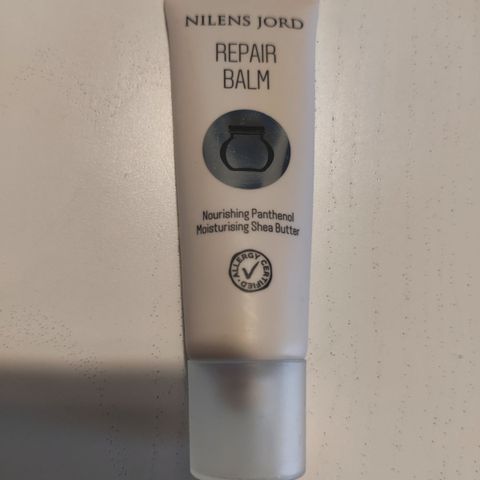 NILENS JORD
REPAIR
BALM
Nourishing Panthenol
Moisturising Shea Butter
ALLERGY CERTIFIED